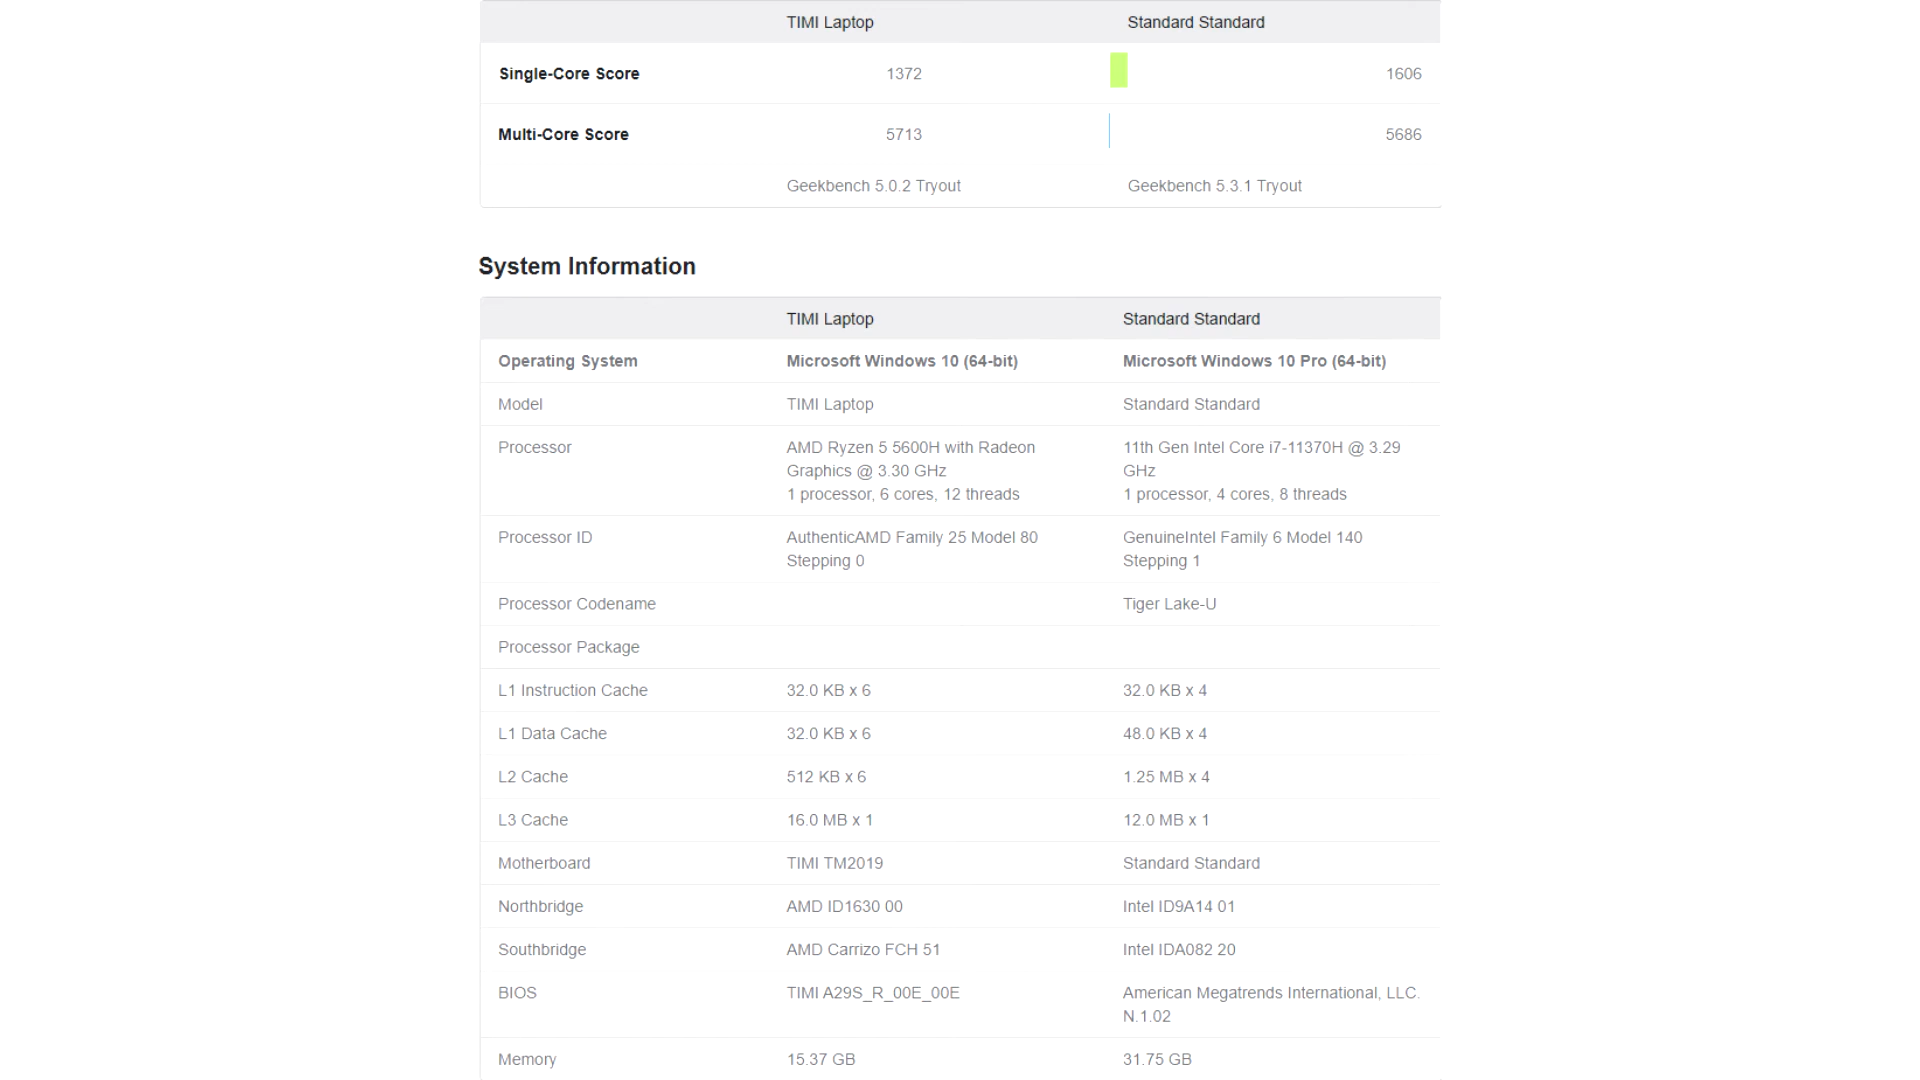 TIMI Laptop Standard Standard
Single-Core Score 1372 1606
Multi-Core Score 5713 5686
Geekbench 5.0.2 Tryout Geekbench 5.3.1 Tryout
System Information
TIMI Laptop Standard Standard
Operating System Microsoft Windows 10 (64-bit) Microsoft Windows 10 Pro (64-bit)
Model TIMI Laptop Standard Standard
Processor AMD Ryzen 5 5600H with Radeon 11th Gen Intel Core i7-11370H @ 3.29
Graphics @ 3.30 GHz GHz
1 processor, 6 cores, 12 threads 1 processor, 4 cores, 8 threads
Processor ID AuthenticAMD Family 25 Model 80 GenuineIntel Family 6 Model 140
Stepping 0 Stepping 1
Processor Codename Tiger Lake-U
Processor Package
L1 Instruction Cache 32.0 KB x 6 32.0 KB x 4
L1 Data Cache 32.0 KB x 6 48.0 KB x 4
L2 Cache 512 KB x 6 1.25 MB x 4
L3 Cache 16.0 MB x 1 12.0 MB x 1
Motherboard TIMI TM2019 Standard Standard
Northbridge AMD ID1630 00 Intel ID9A14 01
Southbridge AMD Carrizo FCH 51 Intel IDA082 20
BIOS TIMI A29S_R_00E_00E American Megatrends International, LLC.
N.1.02
Memory 15.37 GB 31.75 GB